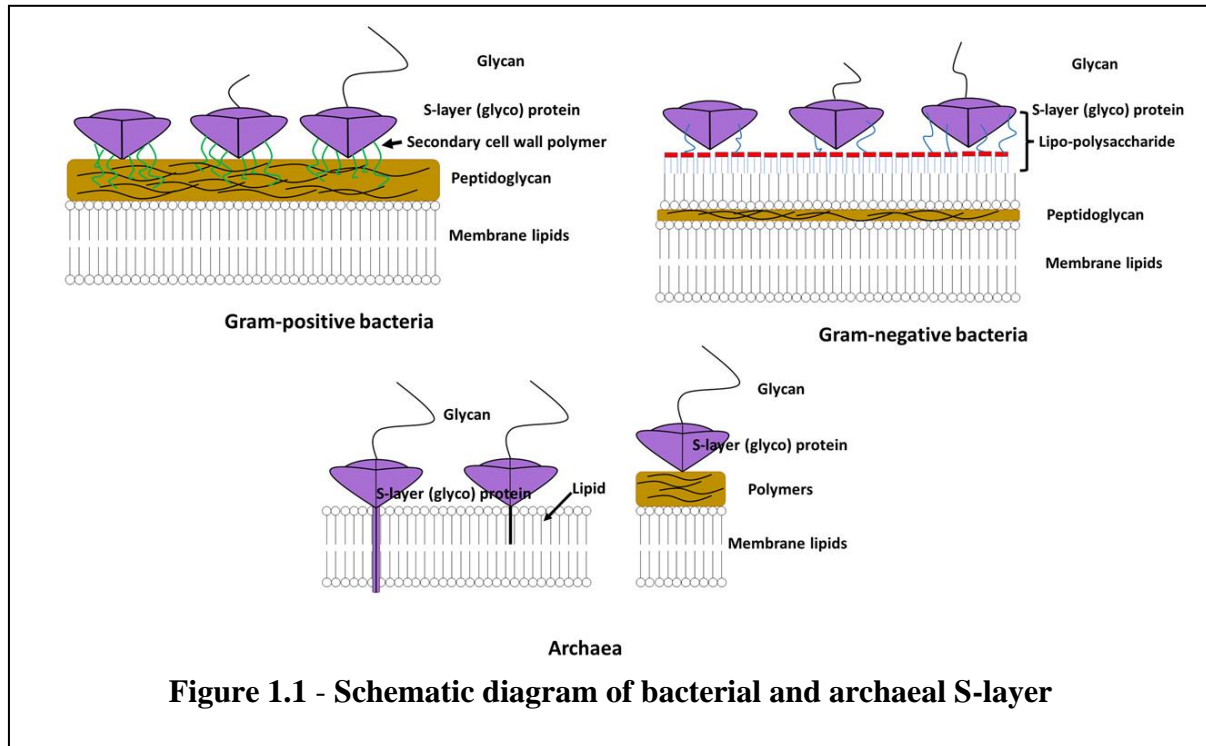 Glycan
S-layer (glyco) protein
Secondary cell wall polymer
Peptidoglycan
Membrane lipids
Gram-positive bacteria
Glycan
S-layer (glyco) protein
Lipo-polysaccharide
Peptidoglycan
Membrane lipids
Gram-negative bacteria
Glycan
S-layer (glyco) protein
Lipid
Glycan
S-layer (glyco) protein
Polymers
Membrane lipids
Archaea
Figure 1.1 - Schematic diagram of bacterial and archaeal S-layer